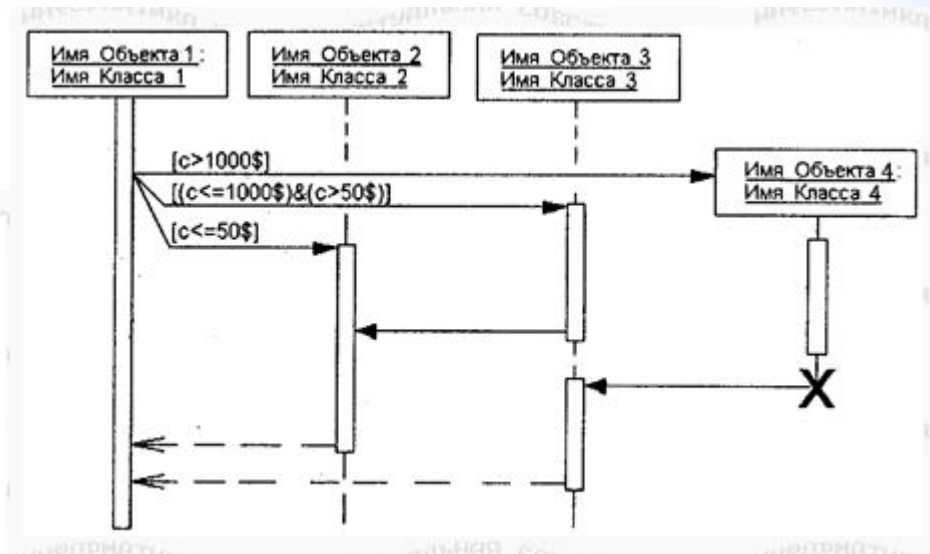 Имя Объекта 1 :
Имя Класса 1
Имя Объекта 2
Имя Класса 2
Имя Объекта 3
Имя Класса 3
[c>1000$]
Имя Объекта 4 :
Имя Класса 4
[(c<=1000$)&(c>50$)]
[c<=50$]
X